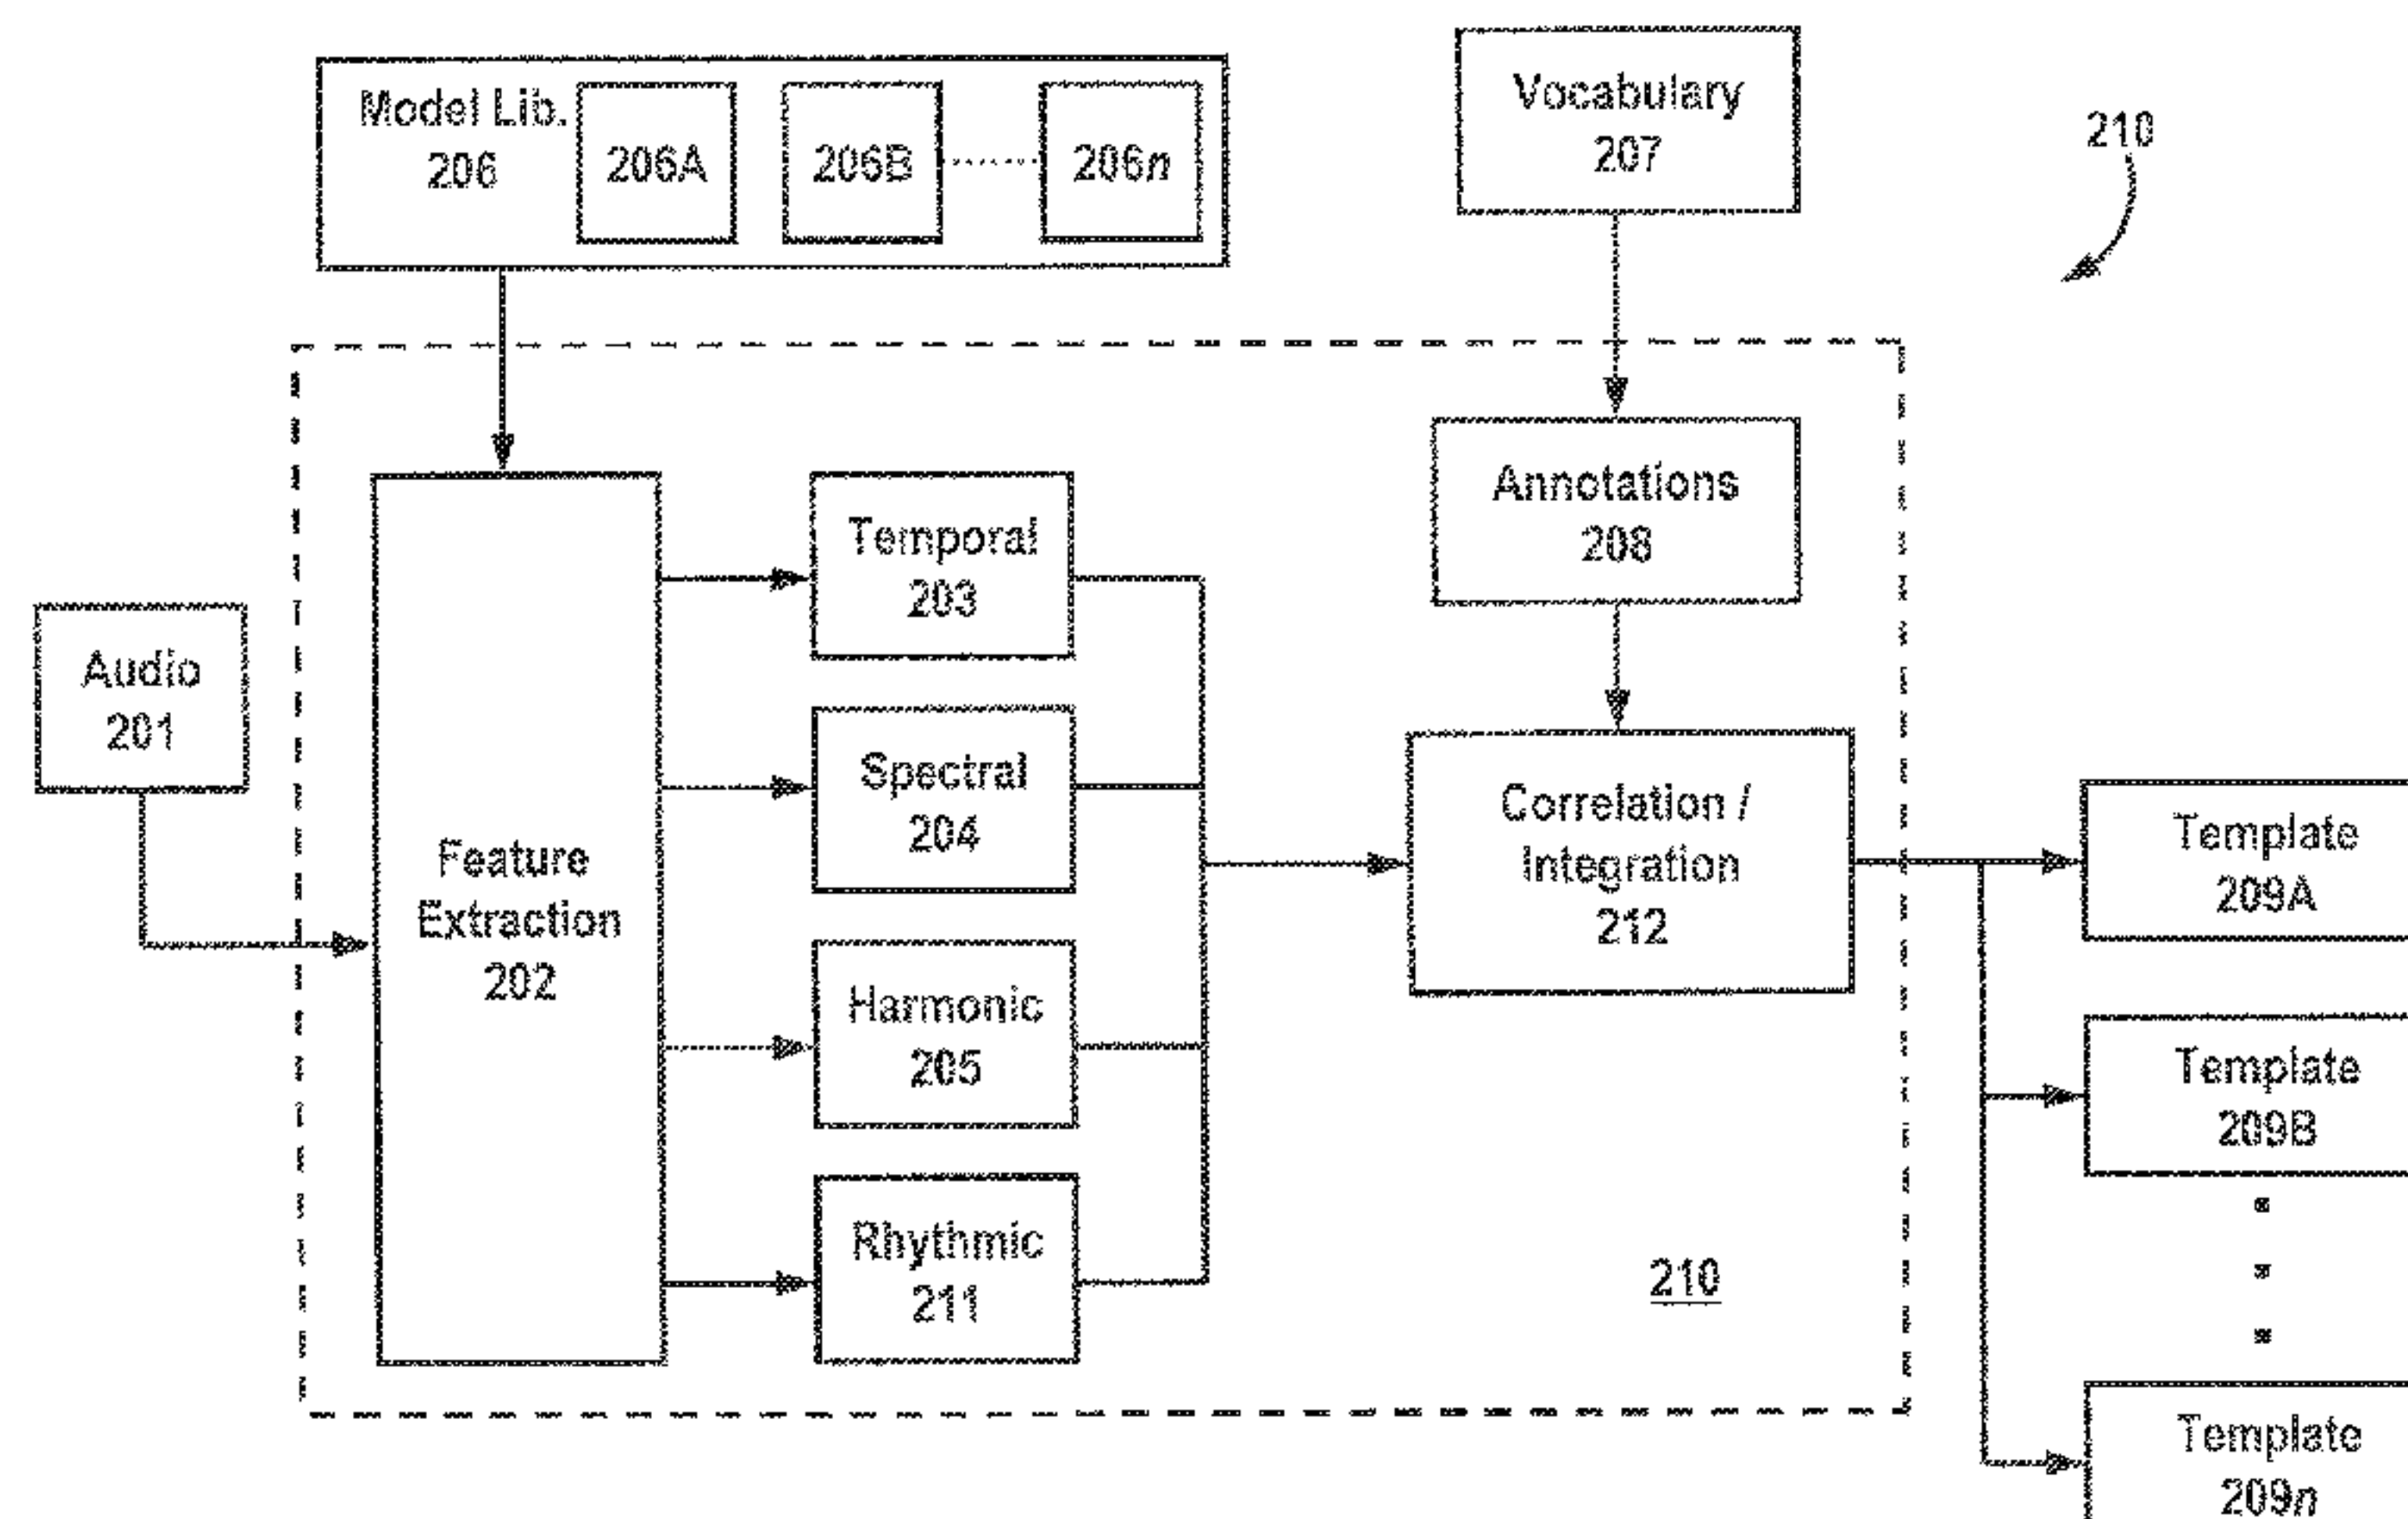 Model Lib.
206
206A
206B
206n
Vocabulary
207
210
Annotations
208
Temporal
203
Audio
201
Spectral
204
Feature
Extraction
202
Correlation /
Integration
212
Harmonic
205
Rhythmic
211
210
Template
209A
Template
209B
Template
209n